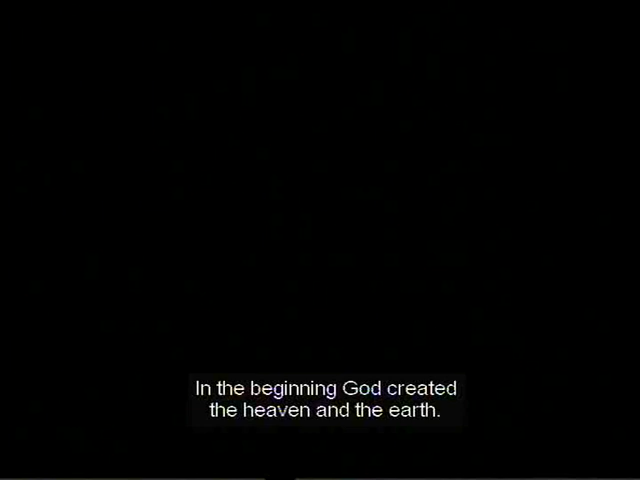 In the beginning God created
the heaven and the earth.